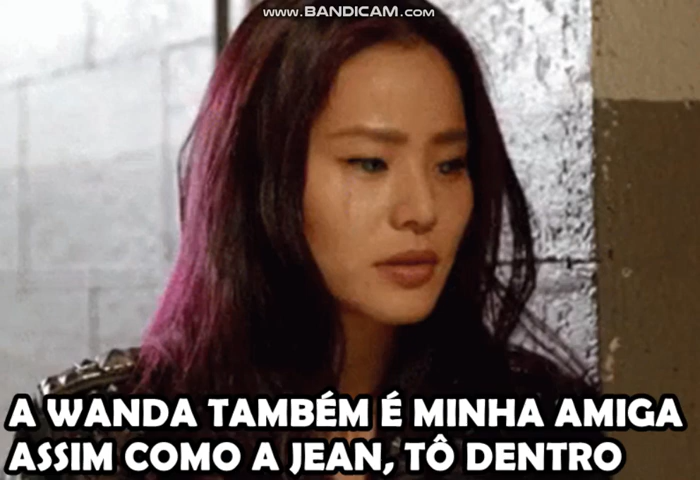 www.BANDICAM.com
A WANDA TAMBÉM É MINHA AMIGA
ASSIM COMO A JEAN, TÔ DENTRO